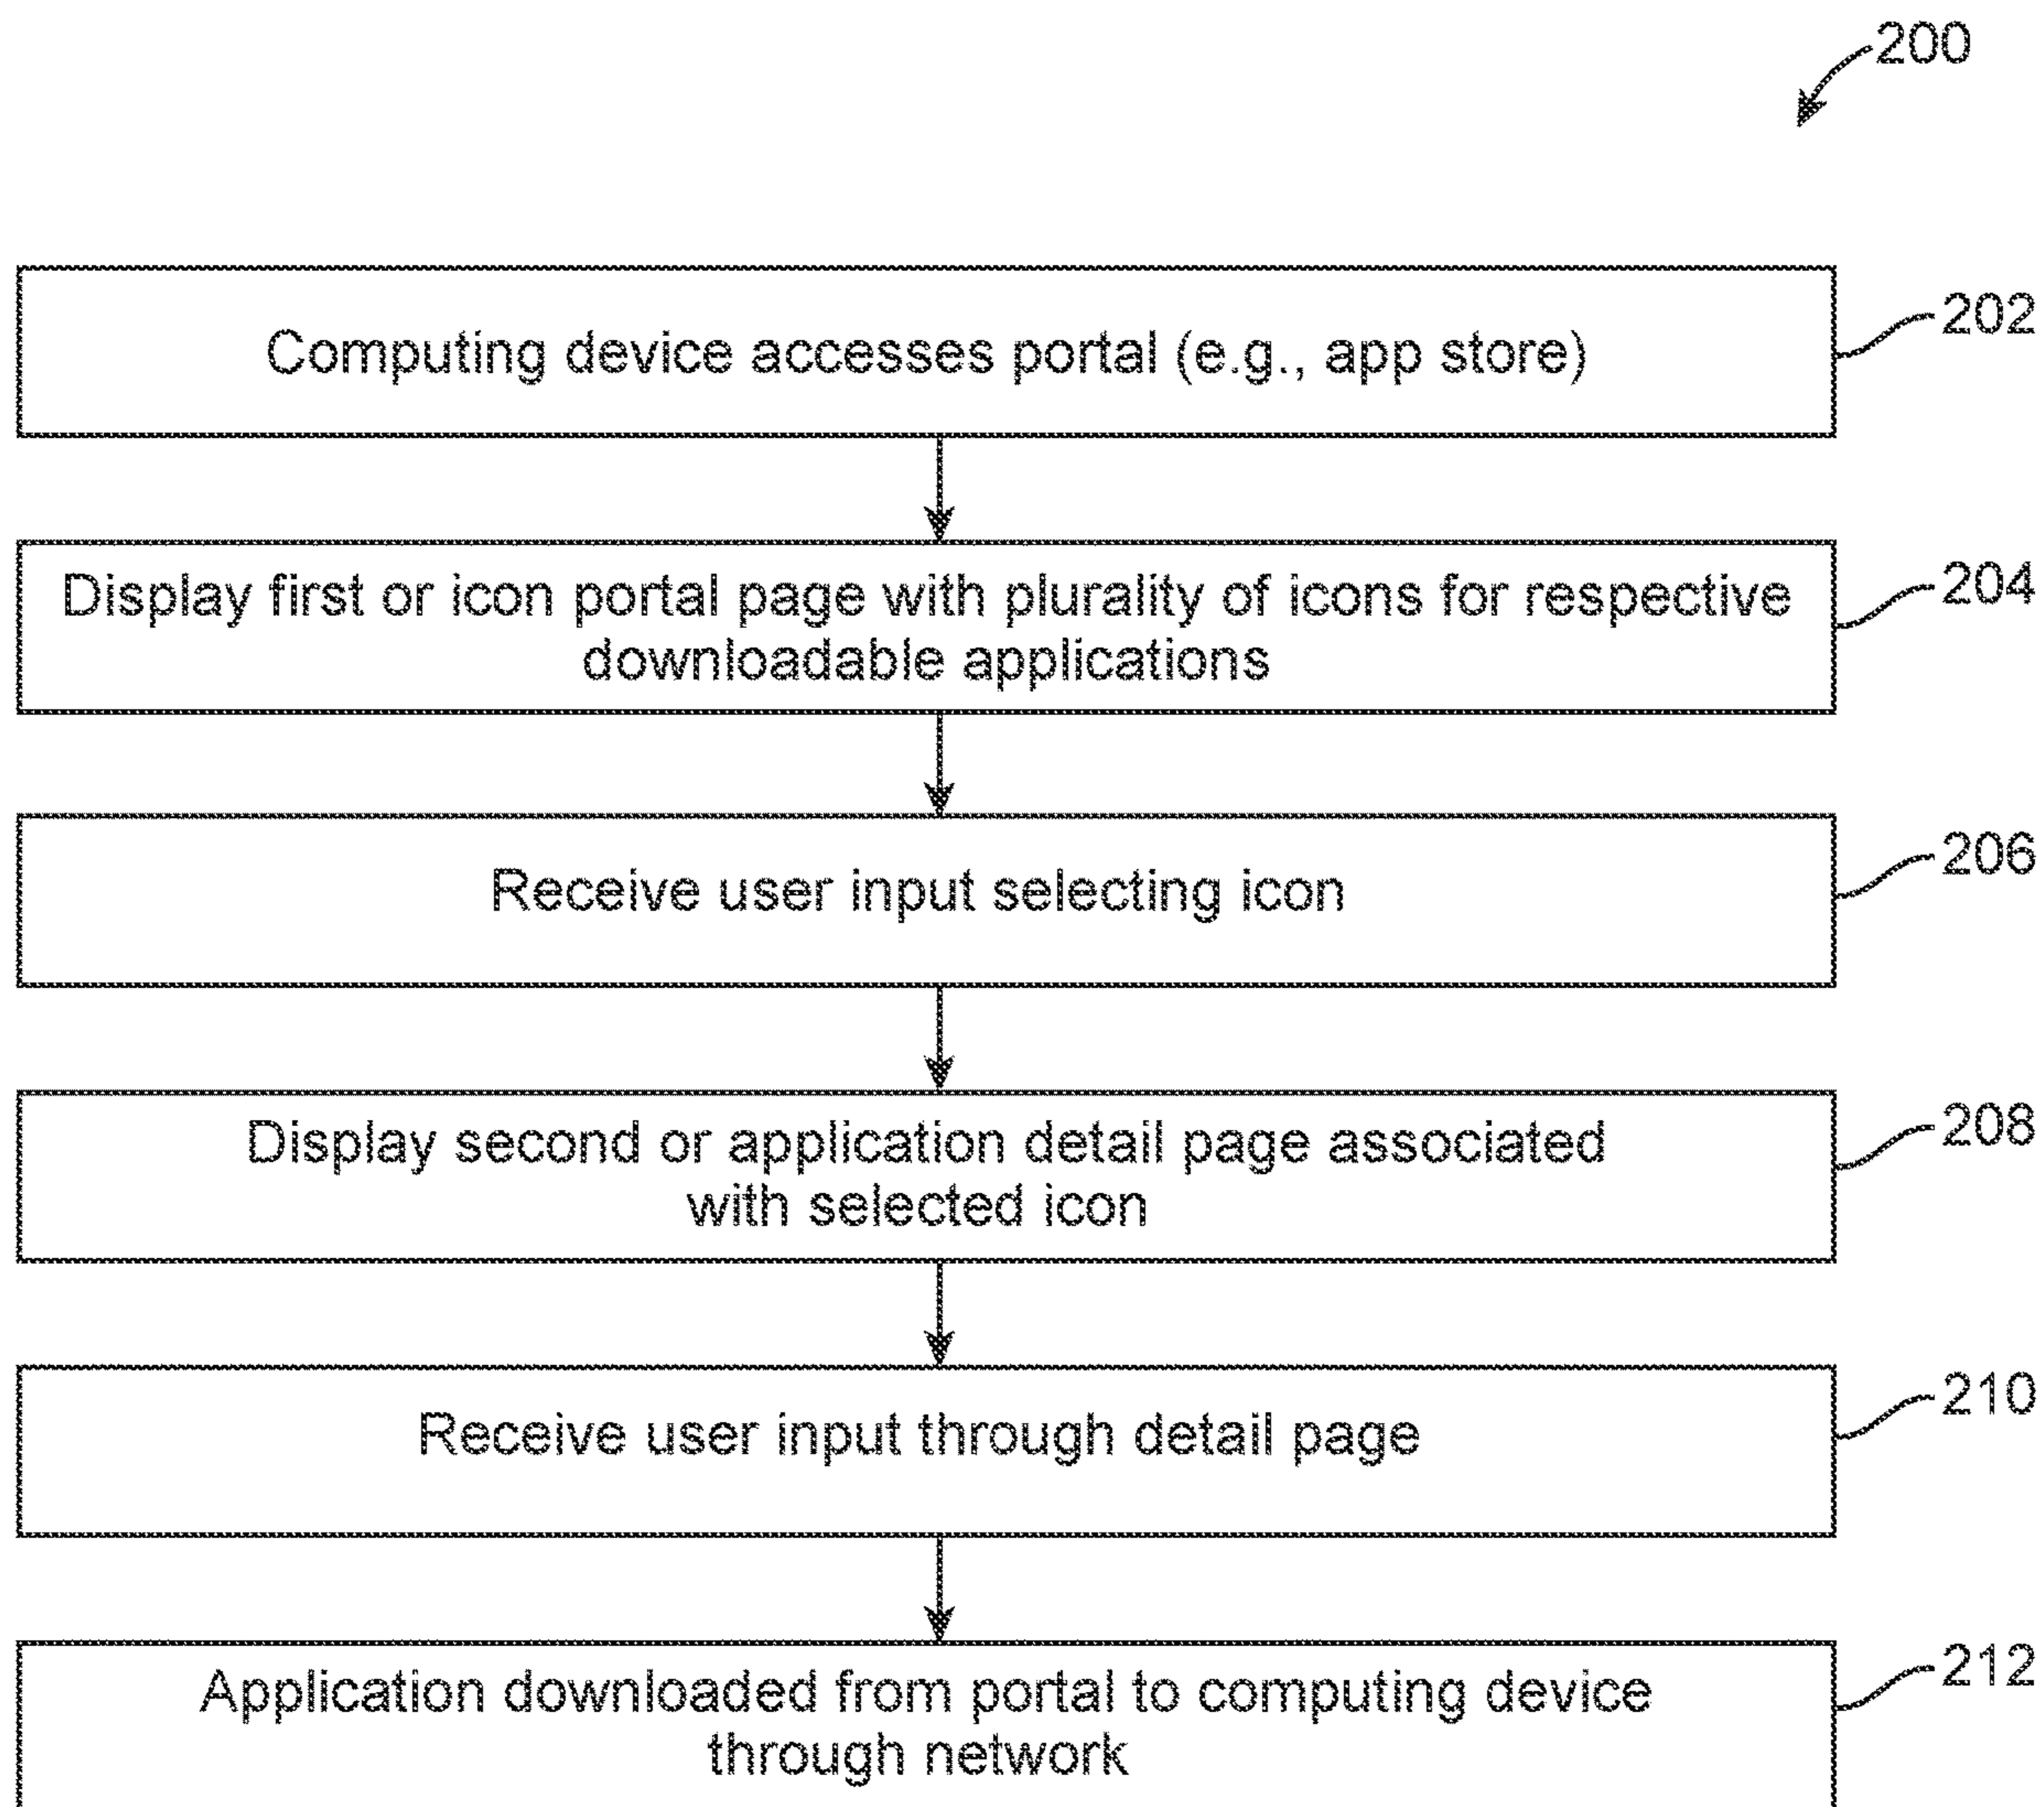 200
Computing device accesses portal (e.g., app store)
202
Display first or icon portal page with plurality of icons for respective
downloadable applications
204
Receive user input selecting icon
206
Display second or application detail page associated
with selected icon
208
Receive user input through detail page
210
Application downloaded from portal to computing device
through network
212